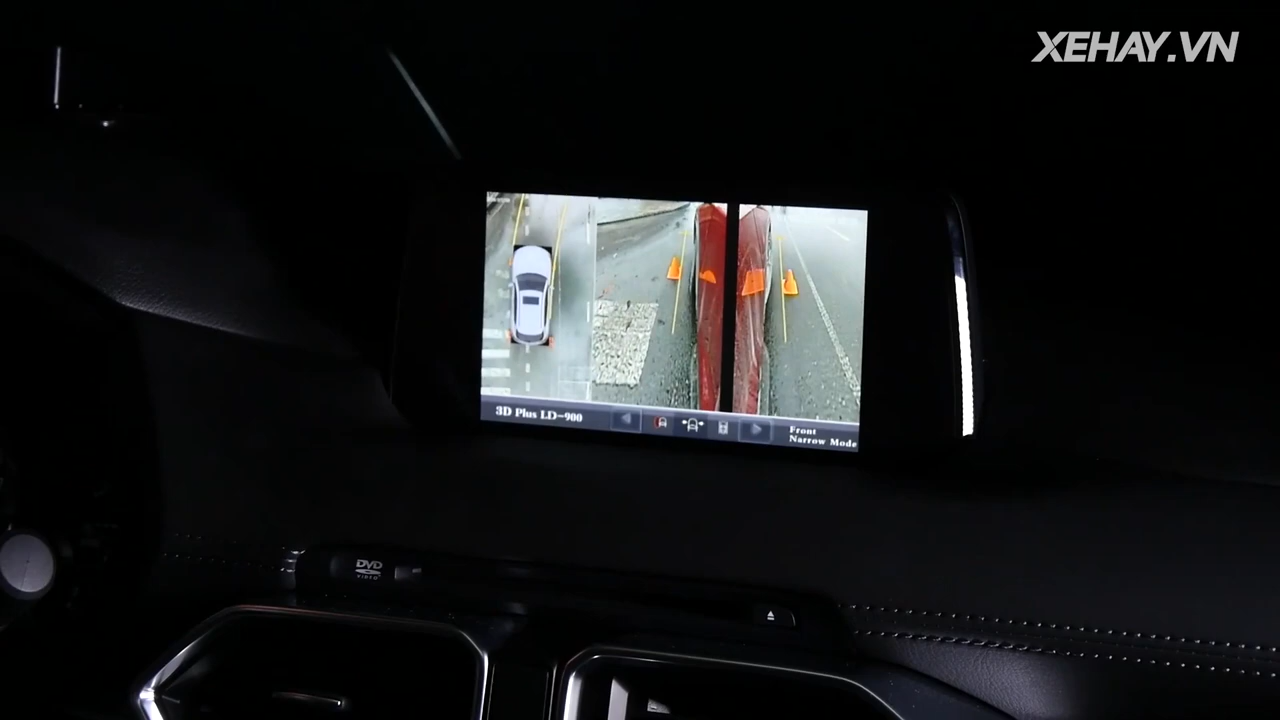 XEHAY.VN
3D Plus LD-900
Front
Narrow Mode
DVD
VIDEO